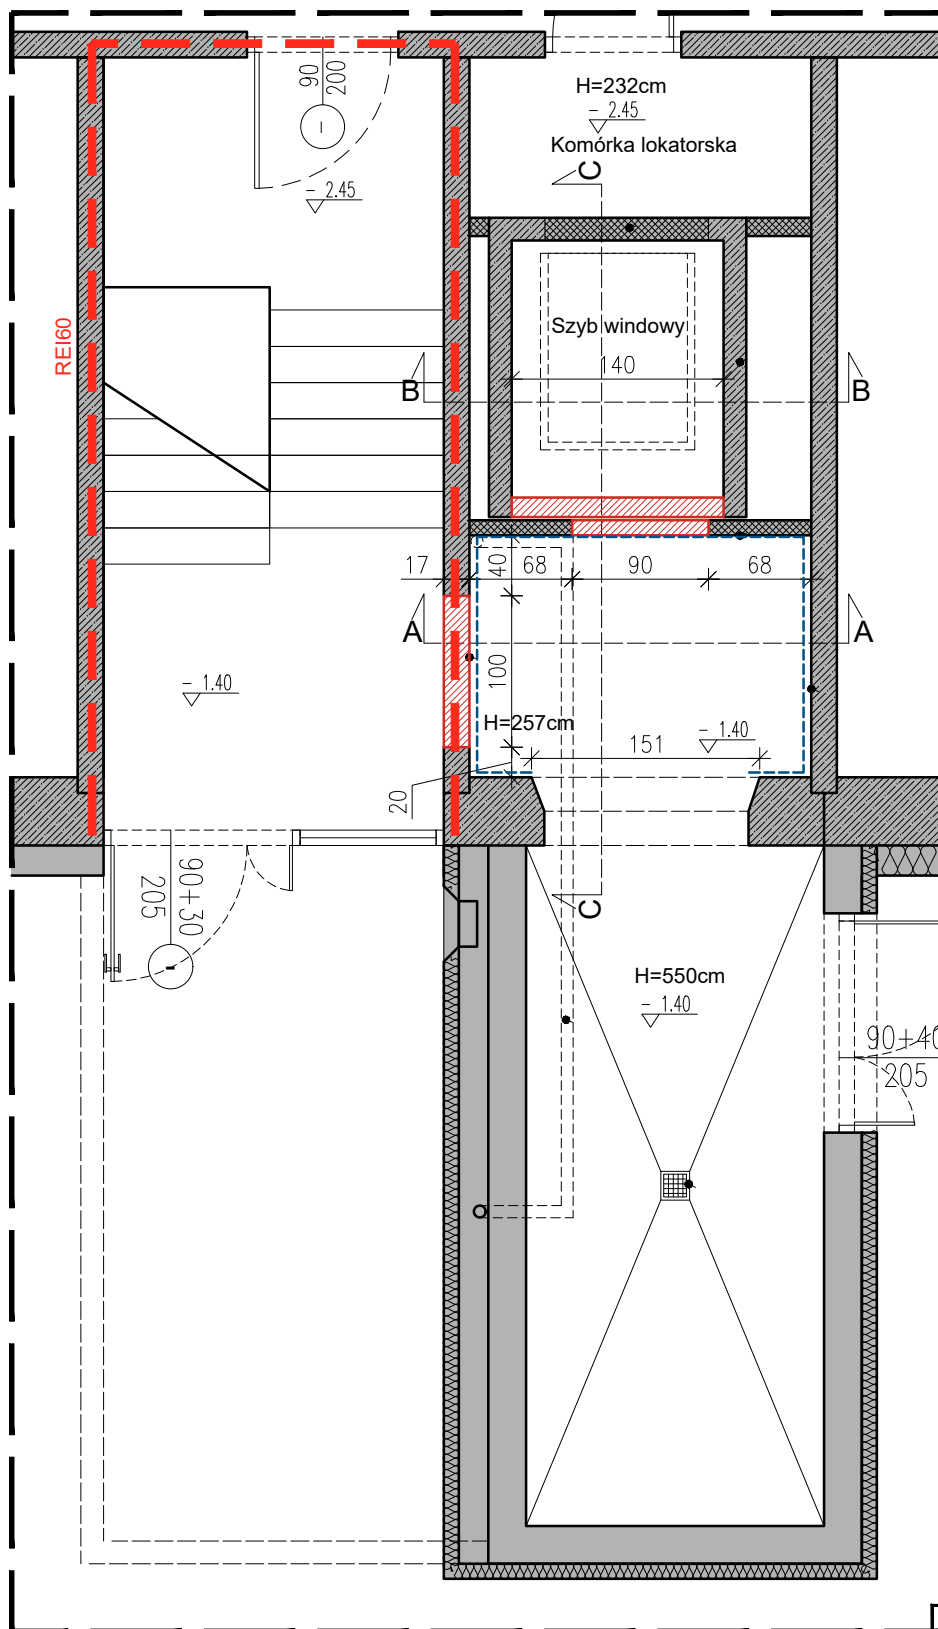 90
200
H=232cm
- 2.45
Komórka lokatorska
C
- 2.45
REI60
Szyb windowy
140
B
B
17
40
68
90
68
A
A
100
- 1.40
H=257cm
- 1.40
151
20
90+30
205
C
H=550cm
- 1.40
90+40
205